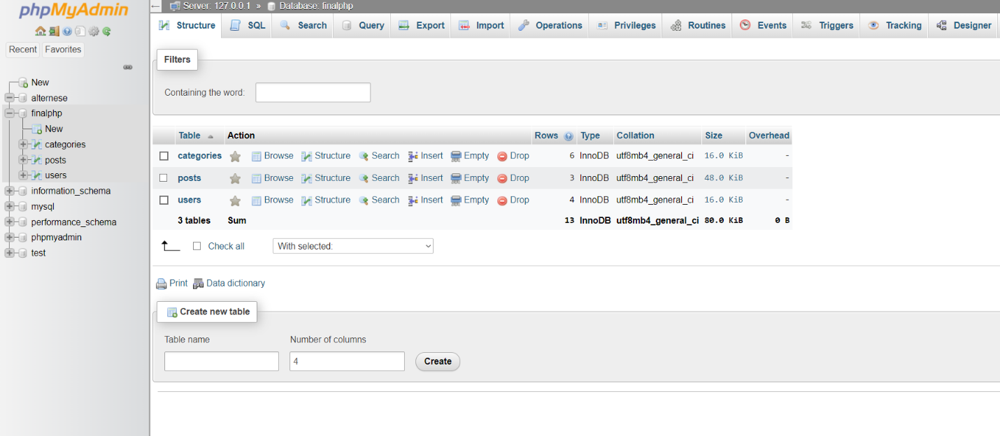 phpMyAdmin
Recent Favorites
New
alternese
finalphp
New
categories
posts
users
information_schema
mysql
performance_schema
phpmyadmin
test
Server: 127.0.0.1 » Database: finalphp
Structure SQL Search Query Export Import Operations Privileges Routines Events Triggers Tracking Designer
Filters
Containing the word:
Table Action Rows Type Collation Size Overhead
categories Browse Structure Search Insert Empty Drop 6 InnoDB utf8mb4_general_ci 16.0 KiB -
posts Browse Structure Search Insert Empty Drop 3 InnoDB utf8mb4_general_ci 48.0 KiB -
users Browse Structure Search Insert Empty Drop 4 InnoDB utf8mb4_general_ci 16.0 KiB -
3 tables Sum 13 InnoDB utf8mb4_general_ci 80.0 KiB 0 B
Check all With selected:
Print Data dictionary
Create new table
Table name Number of columns
4 Create